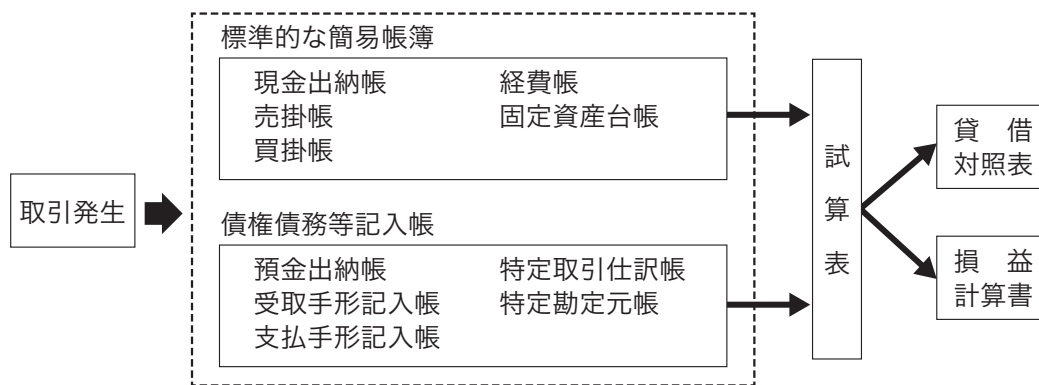 取引発生
標準的な簡易帳簿
現金出納帳
売掛帳
買掛帳
経費帳
固定資産台帳
債権債務等記入帳
預金出納帳
受取手形記入帳
支払手形記入帳
特定取引仕訳帳
特定勘定元帳
試算表
貸借
対照表
損益
計算書